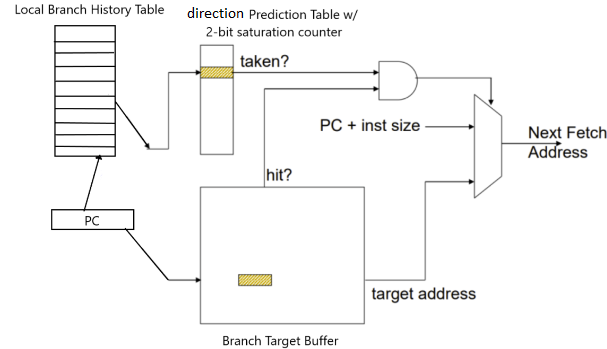 Local Branch History Table
direction Prediction Table w/
2-bit saturation counter
taken?
PC + inst size
Next Fetch
Address
hit?
PC
target address
Branch Target Buffer